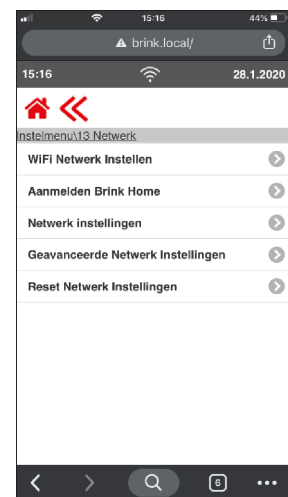 15:16
44%
brink.local/
15:16
28.1.2020
Instelmenu\13 Netwerk
WiFi Netwerk Instellen
Aanmelden Brink Home
Netwerk instellingen
Geavanceerde Netwerk Instellingen
Reset Netwerk Instellingen
6